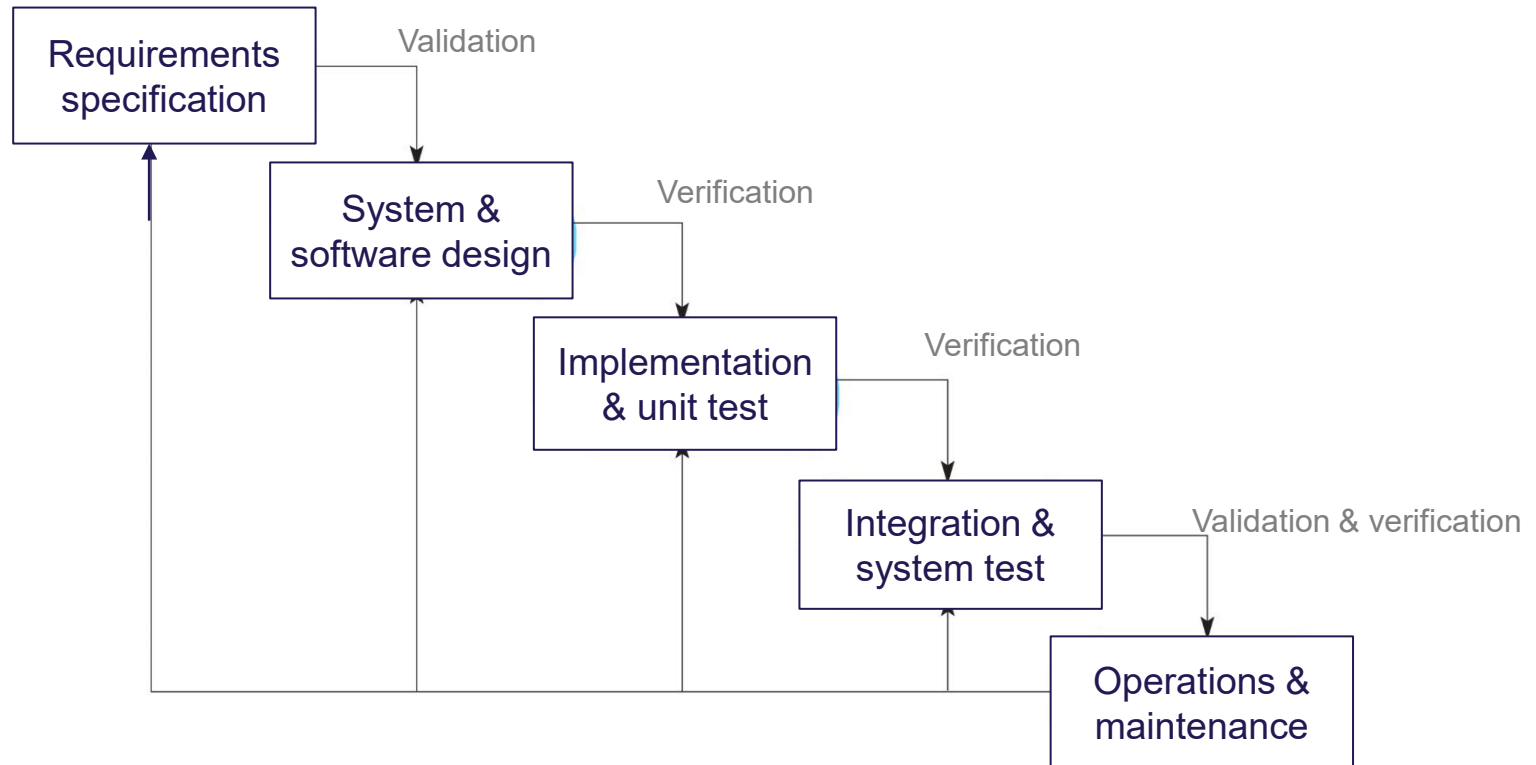 Requirements
specification
Validation
System &
software design
Verification
Implementation
& unit test
Verification
Integration &
system test
Validation & verification
Operations &
maintenance